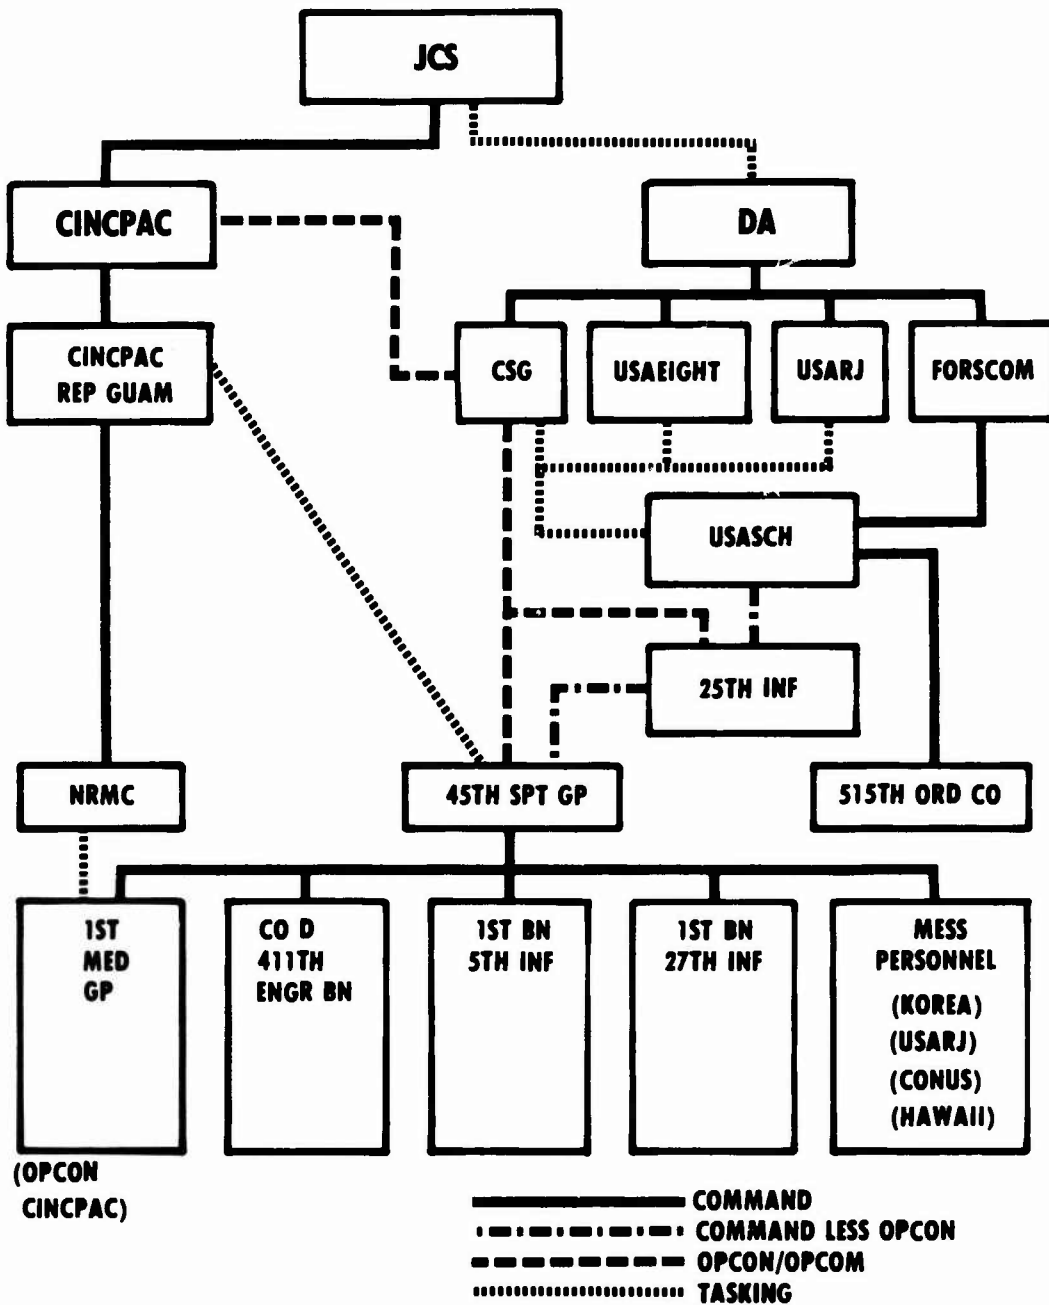 JCS
CINCPAC
DA
CINCPAC
REP GUAM
CSG
USAEIGHT
USARJ
FORSCOM
USASCH
25TH INF
NRMC
45TH SPT GP
515TH ORD CO
1ST
MED
GP
CO D
411TH
ENGR BN
1ST BN
5TH INF
1ST BN
27TH INF
MESS
PERSONNEL
(KOREA)
(USARJ)
(CONUS)
(HAWAII)
(OPCON
CINCPAC)
COMMAND
COMMAND LESS OPCON
OPCON/OPCOM
TASKING